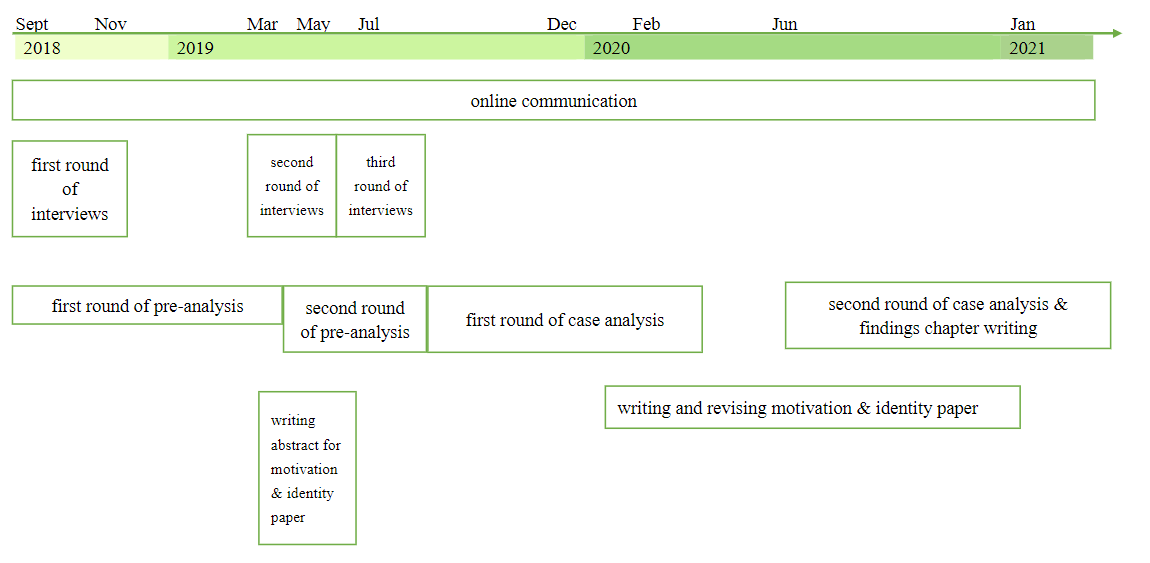 Sept Nov Mar May Jul Dec Feb Jun Jan
2018 2019 2020 2021
online communication
first round
of
interviews
second
round of
interviews
third
round of
interviews
first round of pre-analysis
second round
of pre-analysis
first round of case analysis
second round of case analysis &
findings chapter writing
writing
abstract for
motivation
& identity
paper
writing and revising motivation & identity paper